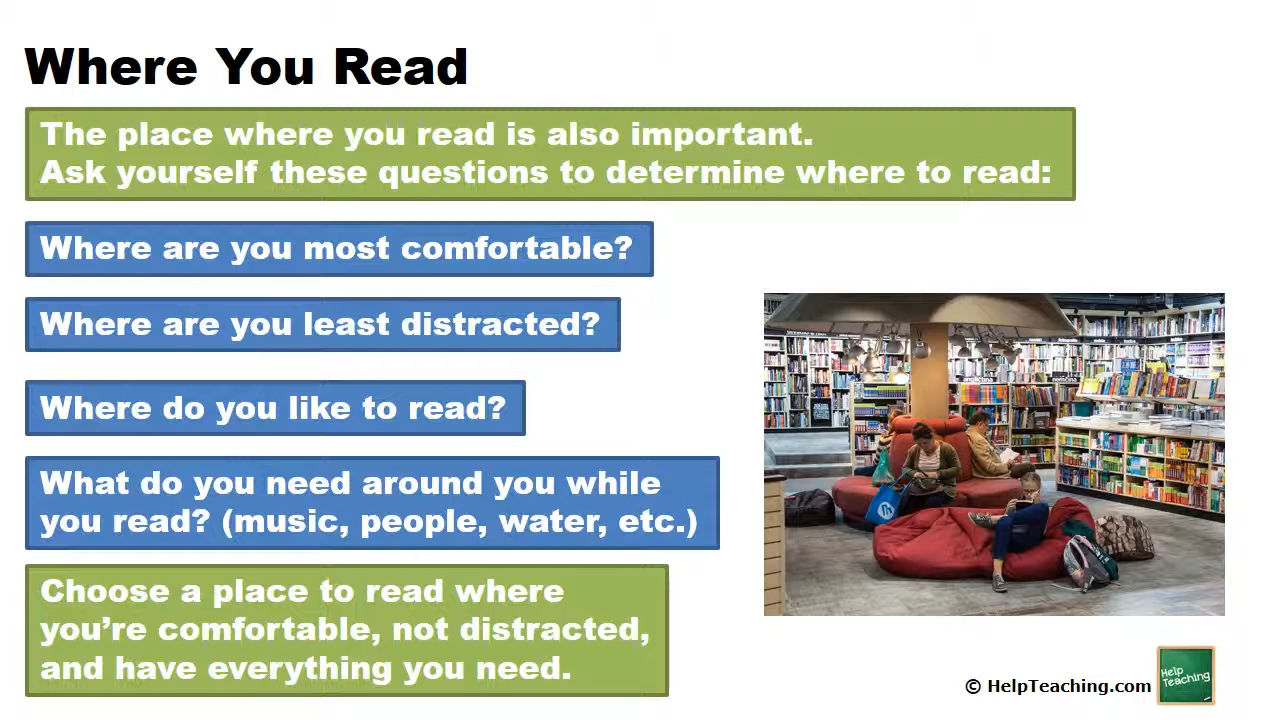 Where You Read
The place where you read is also important.
Ask yourself these questions to determine where to read:
Where are you most comfortable?
Where are you least distracted?
Where do you like to read?
What do you need around you while
you read? (music, people, water, etc.)
Choose a place to read where
you’re comfortable, not distracted,
and have everything you need.
© HelpTeaching.com
Help
Teaching